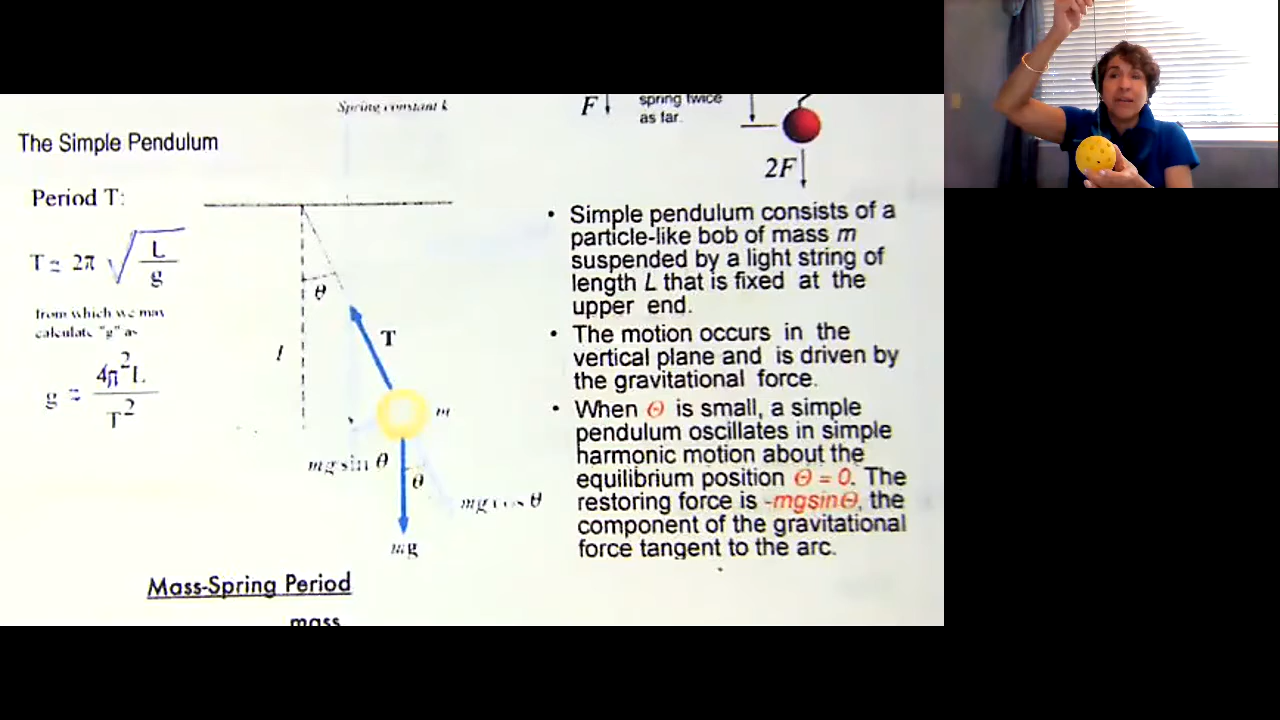 Spring constant k
F
spring twice
as far.
2F
The Simple Pendulum
Period T:
T = 2π √ L
g
from which we may
calculate "g" as
g = 4π²L
T²
θ
T
l
m
mg sin θ
θ
mg cos θ
mg
• Simple pendulum consists of a
particle-like bob of mass m
suspended by a light string of
length L that is fixed at the
upper end.
• The motion occurs in the
vertical plane and is driven by
the gravitational force.
• When Θ is small, a simple
pendulum oscillates in simple
harmonic motion about the
equilibrium position Θ = 0. The
restoring force is -mgsinΘ, the
component of the gravitational
force tangent to the arc.
Mass-Spring Period
mass